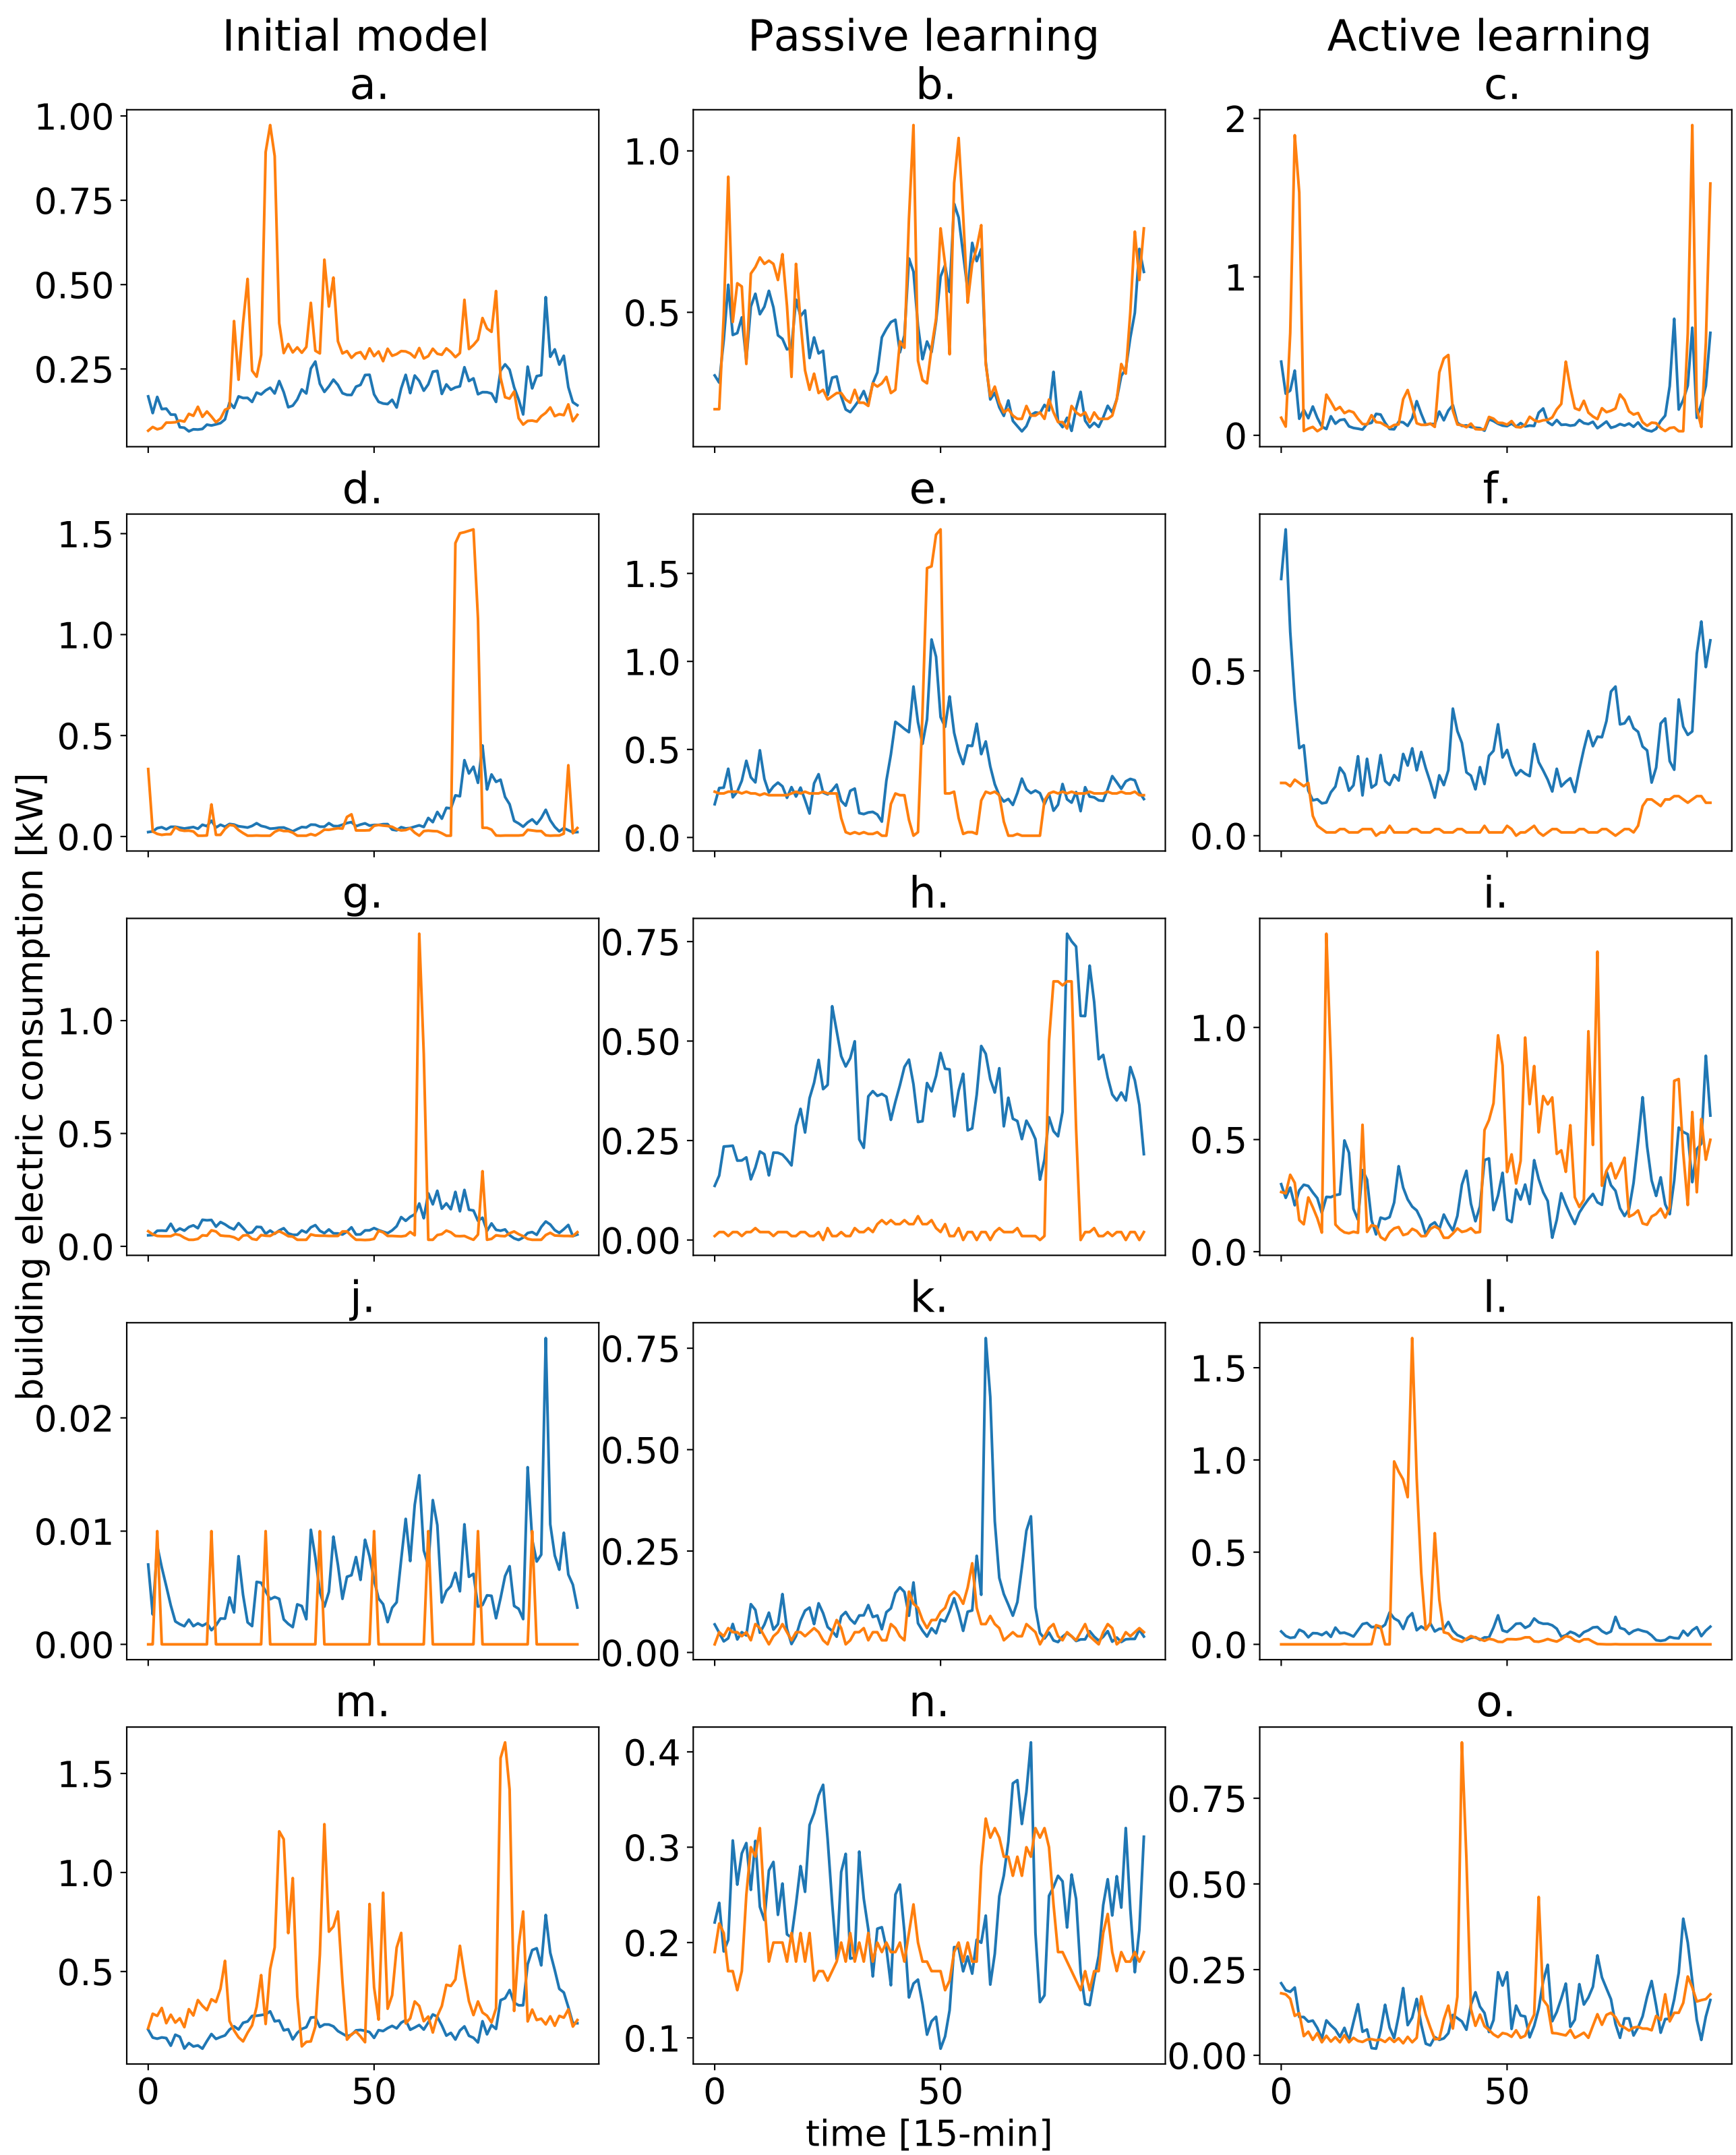 Initial model
Passive learning
Active learning
a.
b.
c.
1.00
0.75
0.50
0.25
1.0
0.5
2
1
0
d.
e.
f.
1.5
1.0
0.5
0.0
1.5
1.0
0.5
0.0
0.5
0.0
g.
h.
i.
1.0
0.5
0.0
0.75
0.50
0.25
0.00
1.0
0.5
0.0
j.
k.
l.
0.02
0.01
0.00
0.75
0.50
0.25
0.00
1.5
1.0
0.5
0.0
m.
n.
o.
1.5
1.0
0.5
0.4
0.3
0.2
0.1
0.75
0.50
0.25
0.00
0
50
0
50
0
50
building electric consumption [kW]
time [15-min]